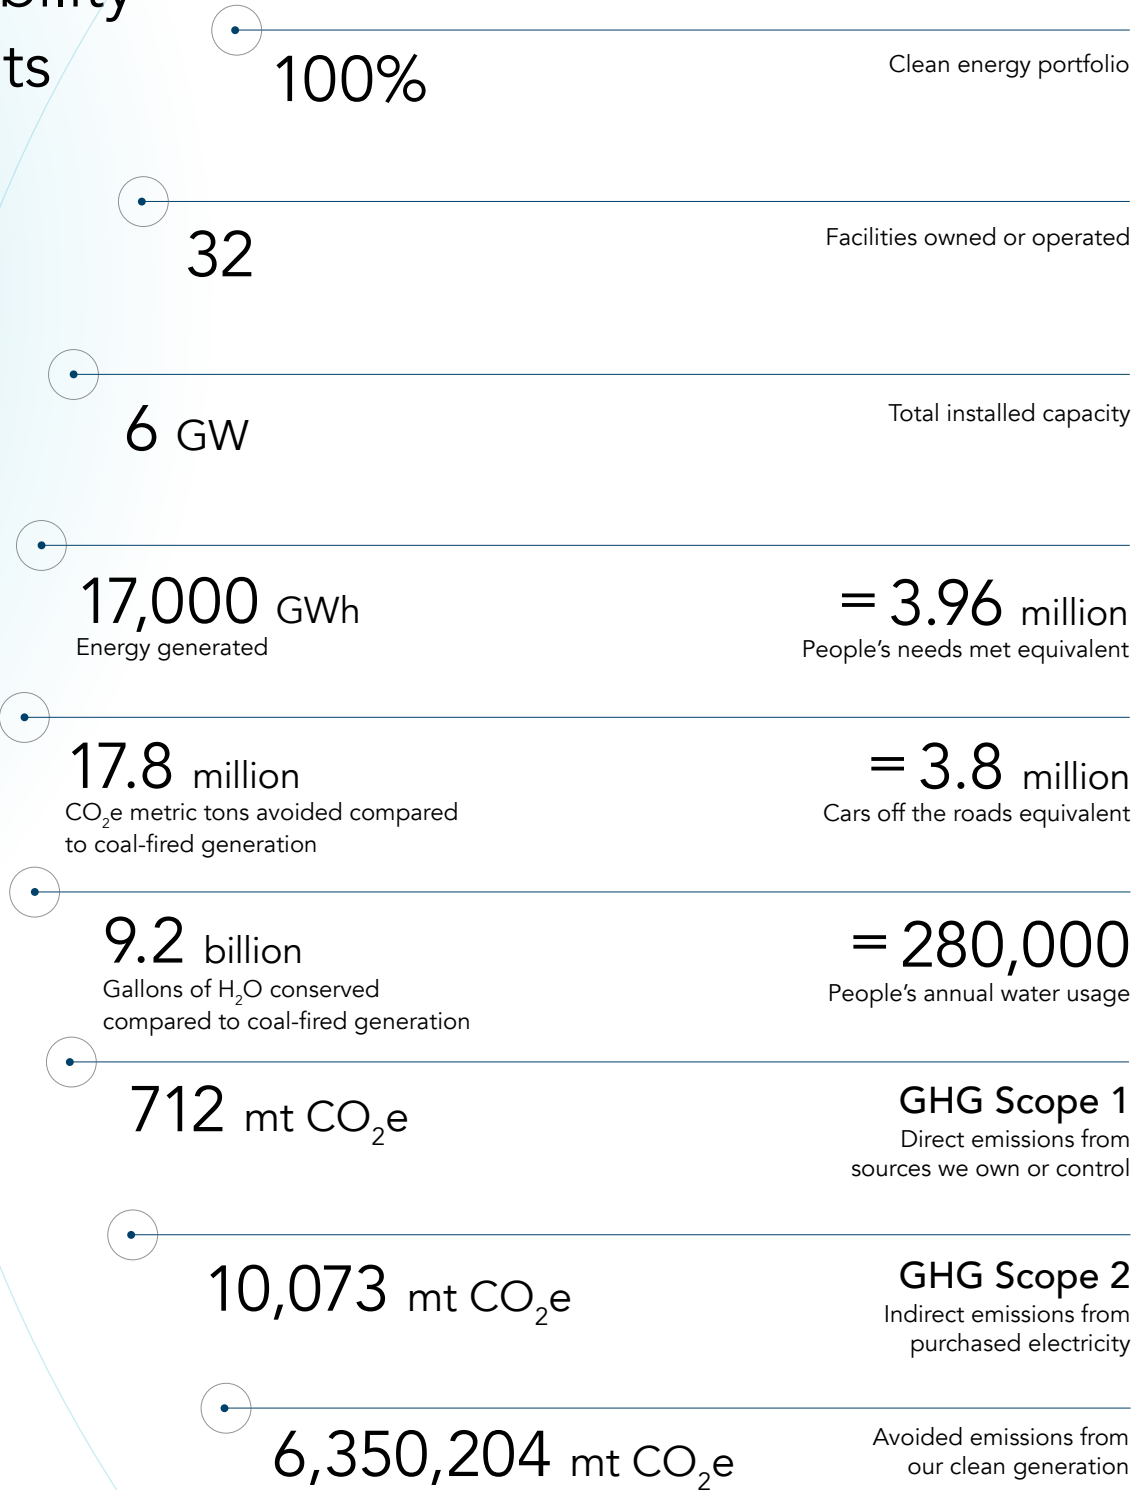 ts
100%
Clean energy portfolio
32
Facilities owned or operated
6 GW
Total installed capacity
17,000 GWh
Energy generated
= 3.96 million
People's needs met equivalent
17.8 million
CO₂e metric tons avoided compared
to coal-fired generation
= 3.8 million
Cars off the roads equivalent
9.2 billion
Gallons of H₂O conserved
compared to coal-fired generation
= 280,000
People's annual water usage
712 mt CO₂e
GHG Scope 1
Direct emissions from
sources we own or control
10,073 mt CO₂e
GHG Scope 2
Indirect emissions from
purchased electricity
6,350,204 mt CO₂e
Avoided emissions from
our clean generation